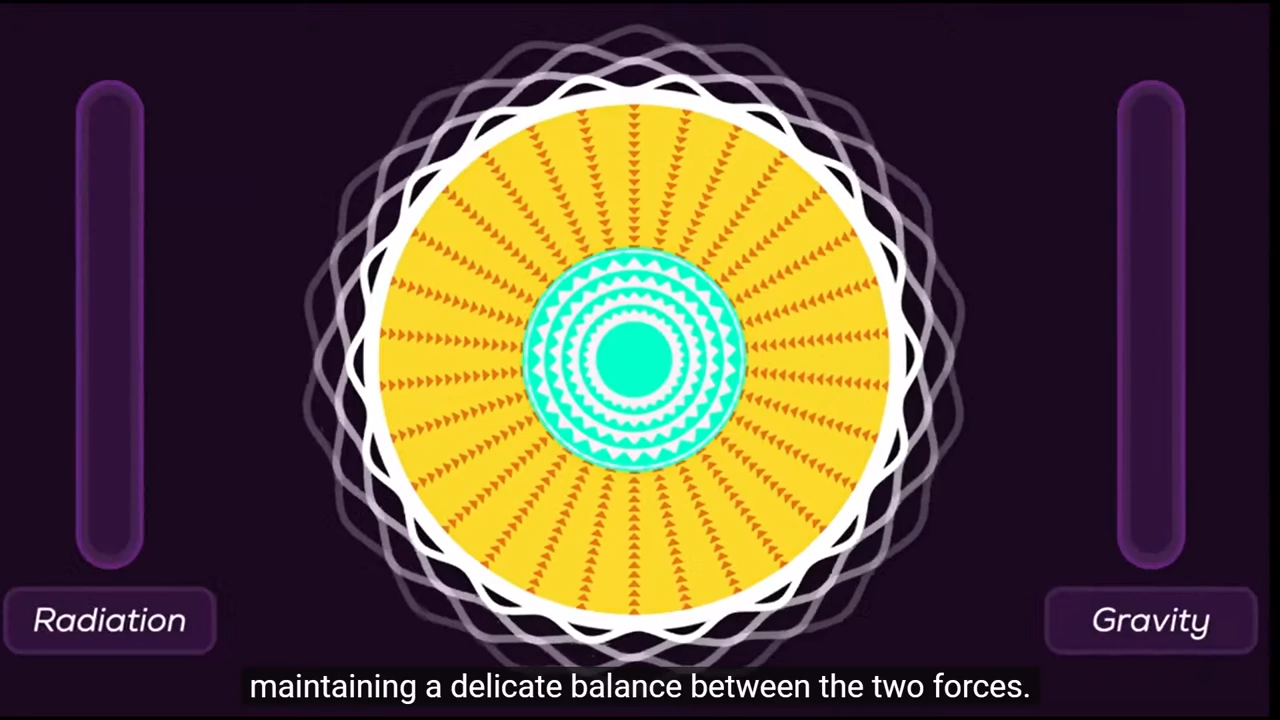 Radiation
Gravity
maintaining a delicate balance between the two forces.